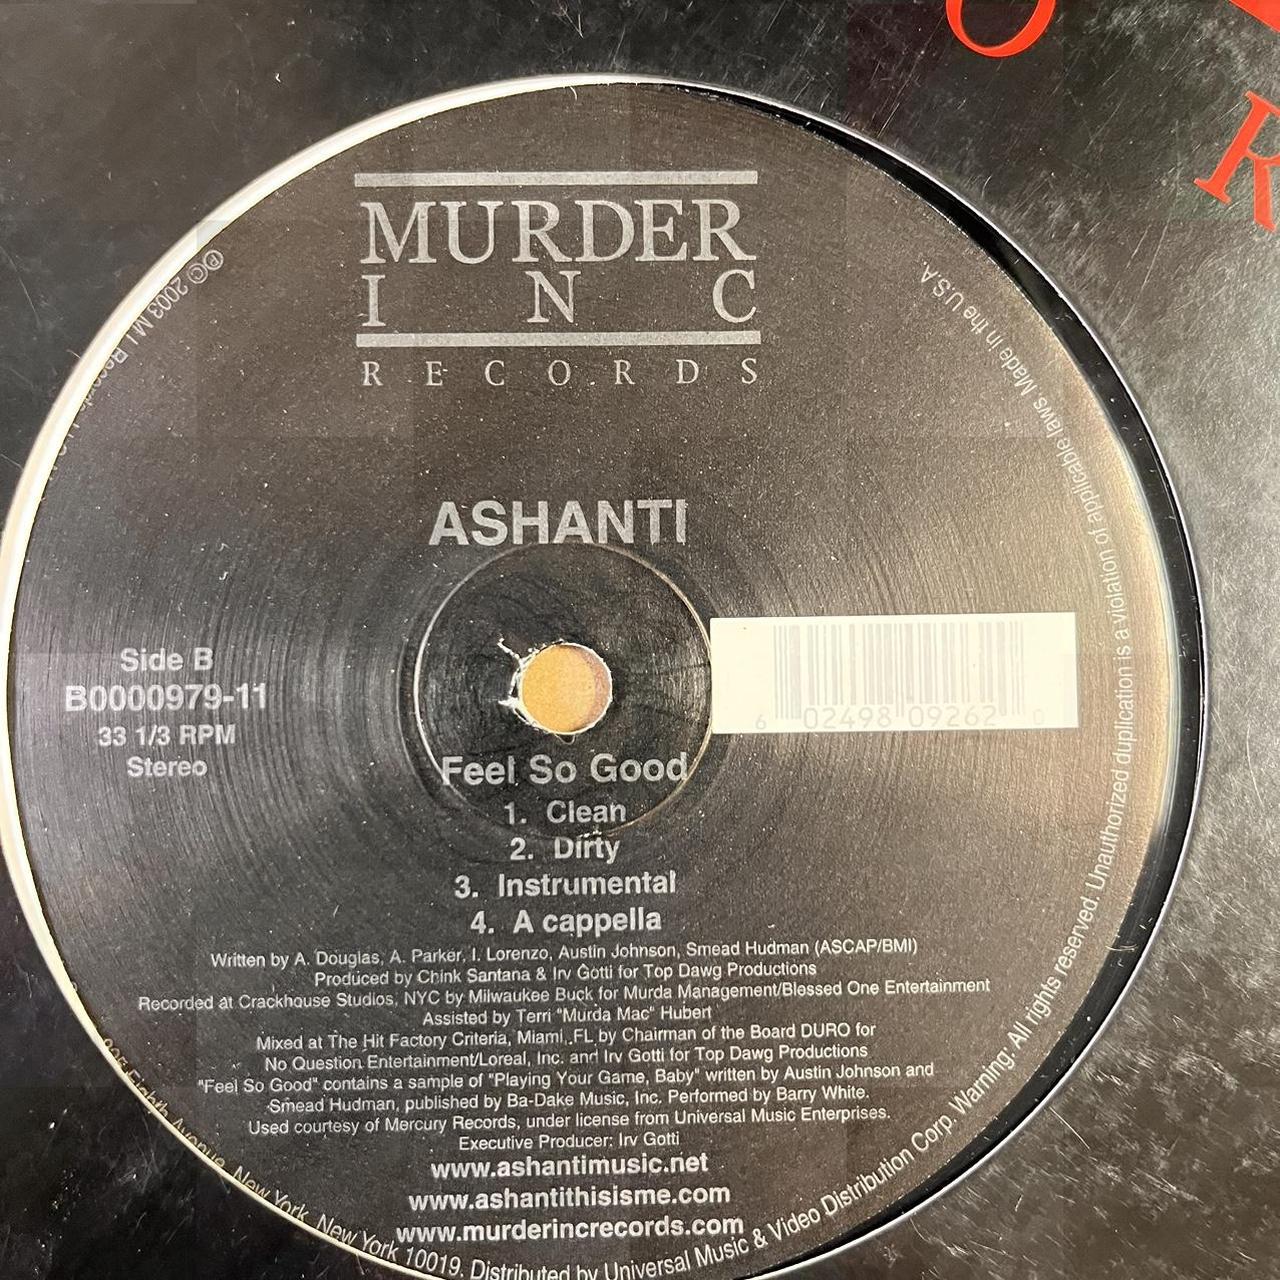 O
R
MURDER
I N C
RECORDS
ASHANTI
Side B
B0000979-11
33 1/3 RPM
Stereo
6 02498 09262 0
Feel So Good
1. Clean
2. Dirty
3. Instrumental
4. A cappella
Written by A. Douglas, A. Parker, I. Lorenzo, Austin Johnson, Smead Hudman (ASCAP/BMI)
Produced by Chink Santana & Irv Gotti for Top Dawg Productions
Recorded at Crackhouse Studios, NYC by Milwaukee Buck for Murda Management/Blessed One Entertainment
Assisted by Terri "Murda Mac" Hubert
Mixed at The Hit Factory Criteria, Miami, FL by Chairman of the Board DURO for
No Question Entertainment/Loreal, Inc. and Irv Gotti for Top Dawg Productions
"Feel So Good" contains a sample of "Playing Your Game, Baby" written by Austin Johnson and
Smead Hudman, published by Ba-Dake Music, Inc. Performed by Barry White.
Used courtesy of Mercury Records, under license from Universal Music Enterprises.
Executive Producer: Irv Gotti
www.ashantimusic.net
www.ashantithisisme.com
www.murderincrecords.com
℗© 2003 M I Records,
Eighth Avenue, New York, New York 10019. Distributed by Universal Music & Video Distribution Corp. Warning: All rights reserved. Unauthorized duplication is a violation of applicable laws. Made in the U.S.A.